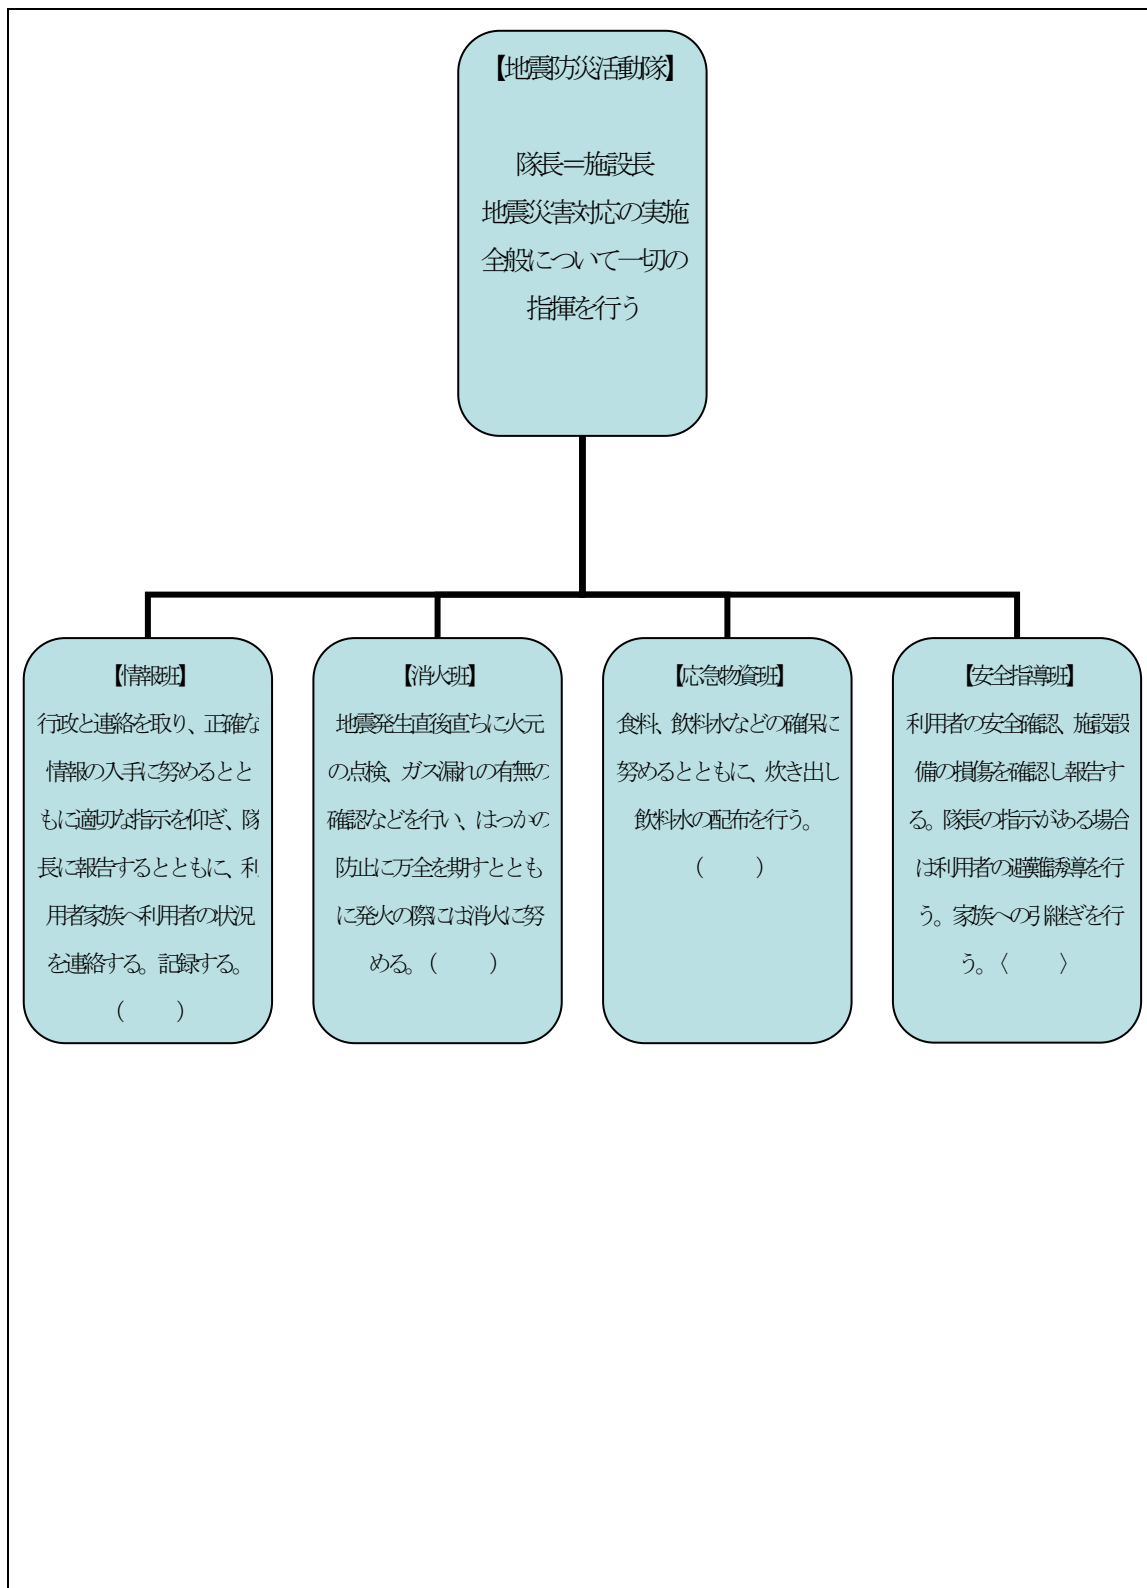 【地震防災活動隊】
隊長＝施設長
地震災害対応の実施
全般について一切の
指揮を行う
【情報班】
行政と連絡を取り、正確な
情報の入手に努めるとと
もに適切な指示を仰ぎ、隊
長に報告するとともに、利
用者家族へ利用者の状況
を連絡する。記録する。
（　　）
【消火班】
地震発生直後直ちに火元
の点検、ガス漏れの有無の
確認などを行い、はっかの
防止に万全を期すととも
に発火の際には消火に努
める。（　　）
【応急物資班】
食料、飲料水などの確保に
努めるとともに、炊き出し
飲料水の配布を行う。
（　　）
【安全指導班】
利用者の安全確認、施設設
備の損傷を確認し報告す
る。隊長の指示がある場合
は利用者の避難誘導を行
う。家族への引継ぎを行
う。〈　　〉